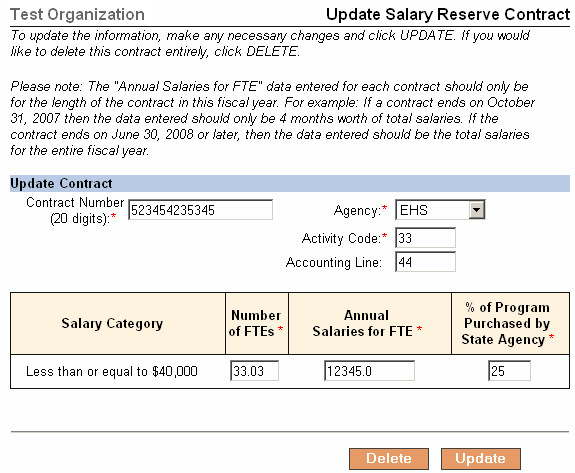 Test Organization Update Salary Reserve Contract
To update the information, make any necessary changes and click UPDATE. If you would
like to delete this contract entirely, click DELETE.
Please note: The "Annual Salaries for FTE" data entered for each contract should only be
for the length of the contract in this fiscal year. For example: If a contract ends on October
31, 2007 then the data entered should only be 4 months worth of total salaries. If the
contract ends on June 30, 2008 or later, then the data entered should be the total salaries
for the entire fiscal year.
Update Contract
Contract Number
(20 digits):*
523454235345
Agency:* EHS
Activity Code:* 33
Accounting Line: 44
Salary Category
Number
of FTEs *
Annual
Salaries for FTE *
% of Program
Purchased by
State Agency *
Less than or equal to $40,000 33.03 12345.0 25
Delete Update